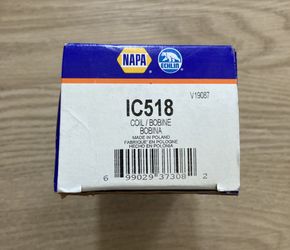 NAPA
ECHLIN
V19087
IC518
COIL / BOBINE
BOBINA
MADE IN POLAND
FABRIQUE' EN POLOGNE
HECHO EN POLONIA
6 99029 37308 2